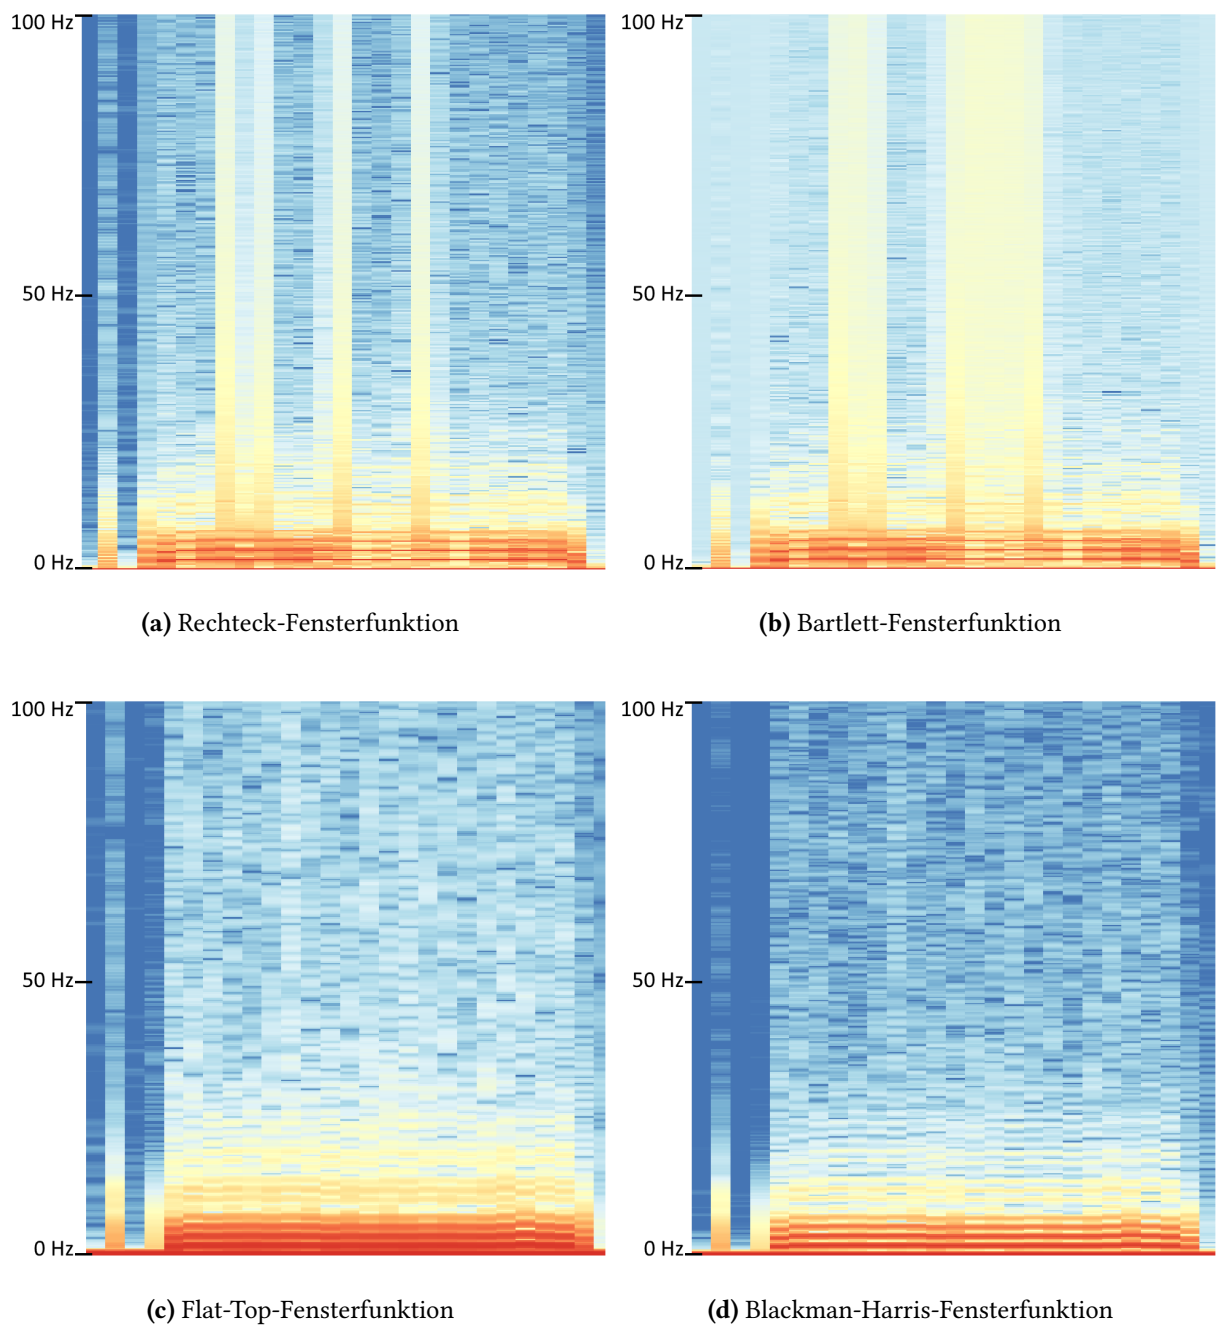 100 Hz
50 Hz
0 Hz
(a) Rechteck-Fensterfunktion
100 Hz
50 Hz
0 Hz
(b) Bartlett-Fensterfunktion
100 Hz
50 Hz
0 Hz
(c) Flat-Top-Fensterfunktion
100 Hz
50 Hz
0 Hz
(d) Blackman-Harris-Fensterfunktion